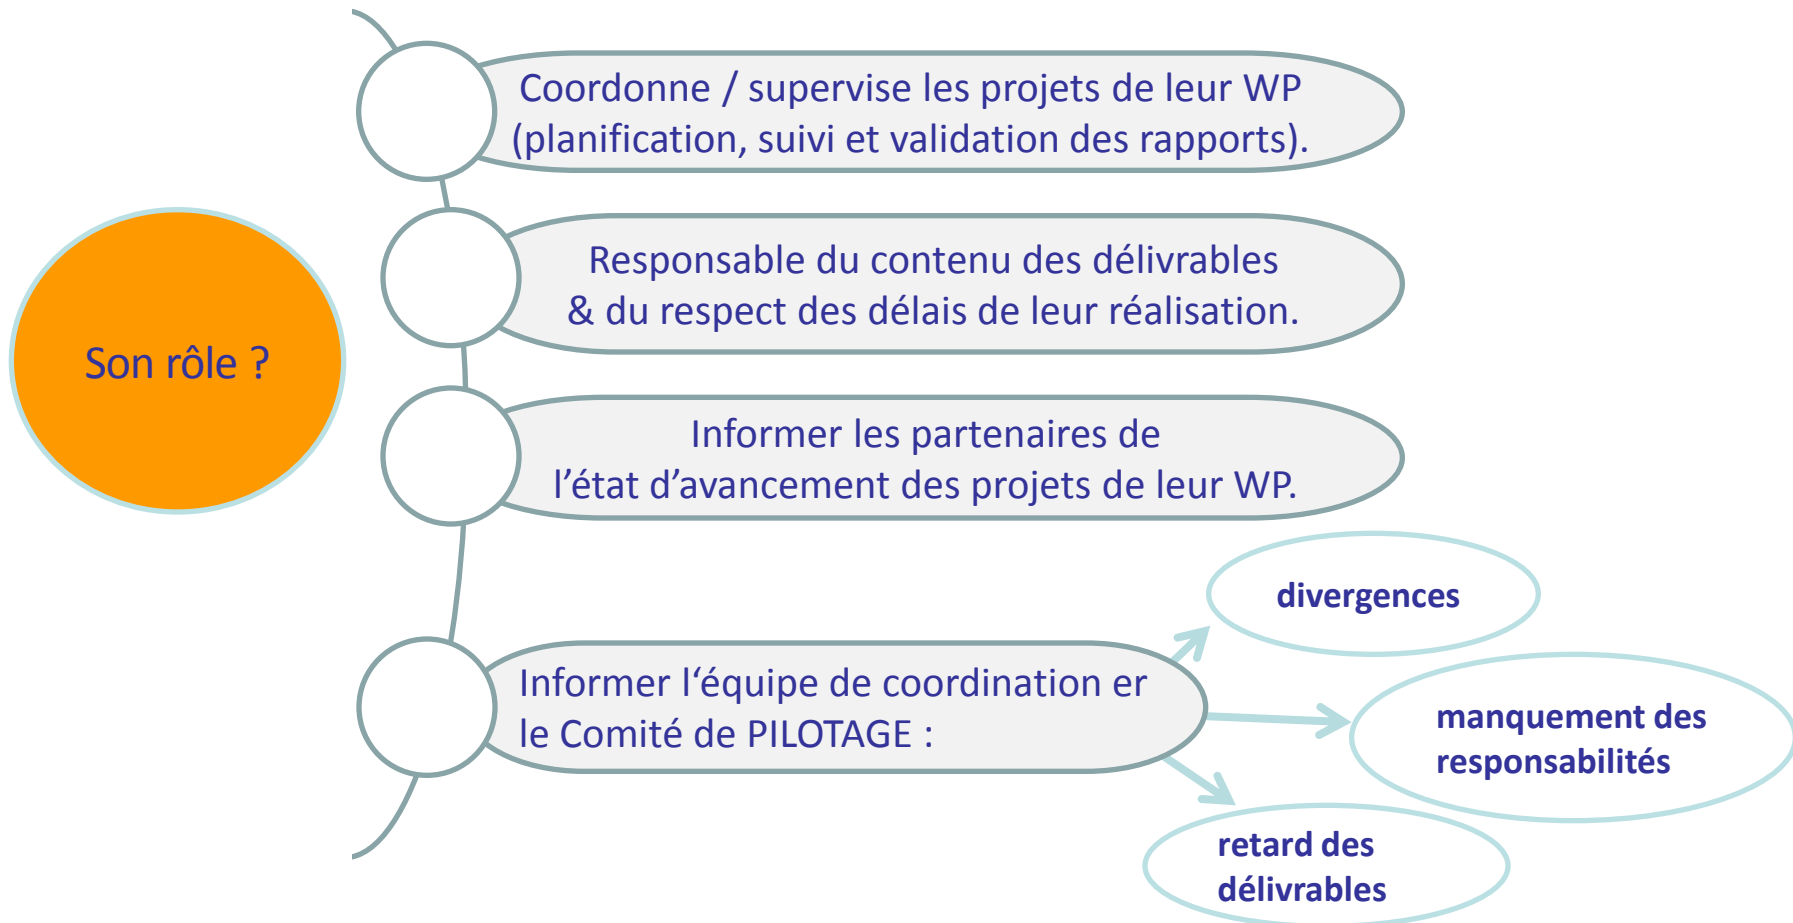 Son rôle ?
Coordonne / supervise les projets de leur WP
(planification, suivi et validation des rapports).
Responsable du contenu des délivrables
& du respect des délais de leur réalisation.
Informer les partenaires de
l’état d’avancement des projets de leur WP.
Informer l‘équipe de coordination er
le Comité de PILOTAGE :
divergences
manquement des
responsabilités
retard des
délivrables